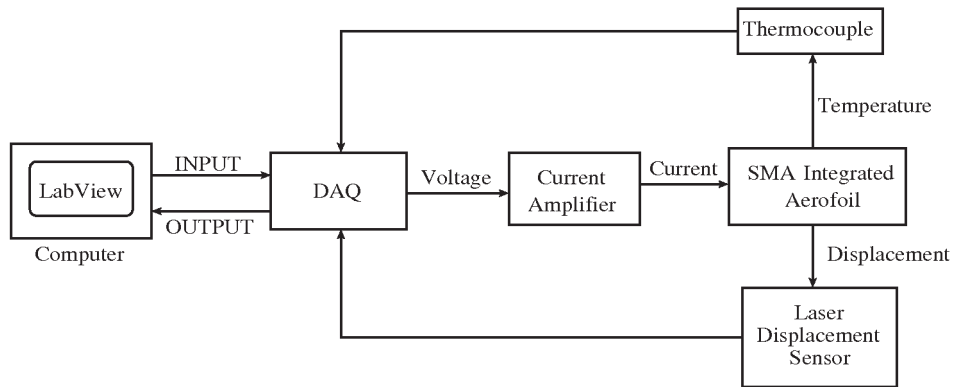 Thermocouple
Temperature
INPUT
LabView
OUTPUT
Computer
DAQ
Voltage
Current
Amplifier
Current
SMA Integrated
Aerofoil
Displacement
Laser
Displacement
Sensor